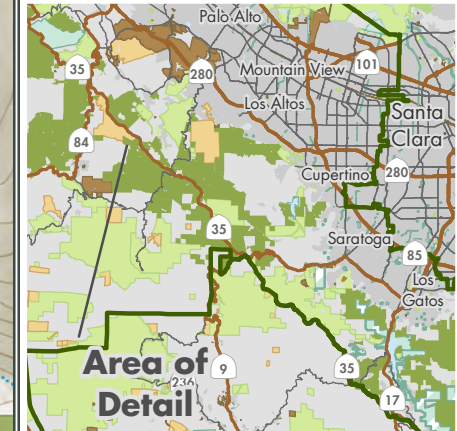 Palo Alto
35
280
Mountain View
101
Los Altos
Santa
Clara
84
Cupertino
280
35
Saratoga
85
Los
Gatos
Area of
Detail
236
9
35
17